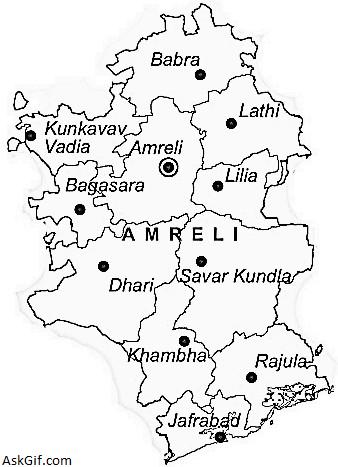 Babra
Lathi
Kunkavav
Vadia
Amreli
Lilia
Bagasara
AMRELI
Dhari
Savar Kundla
Khambha
Rajula
Jafrabad
AskGif.com